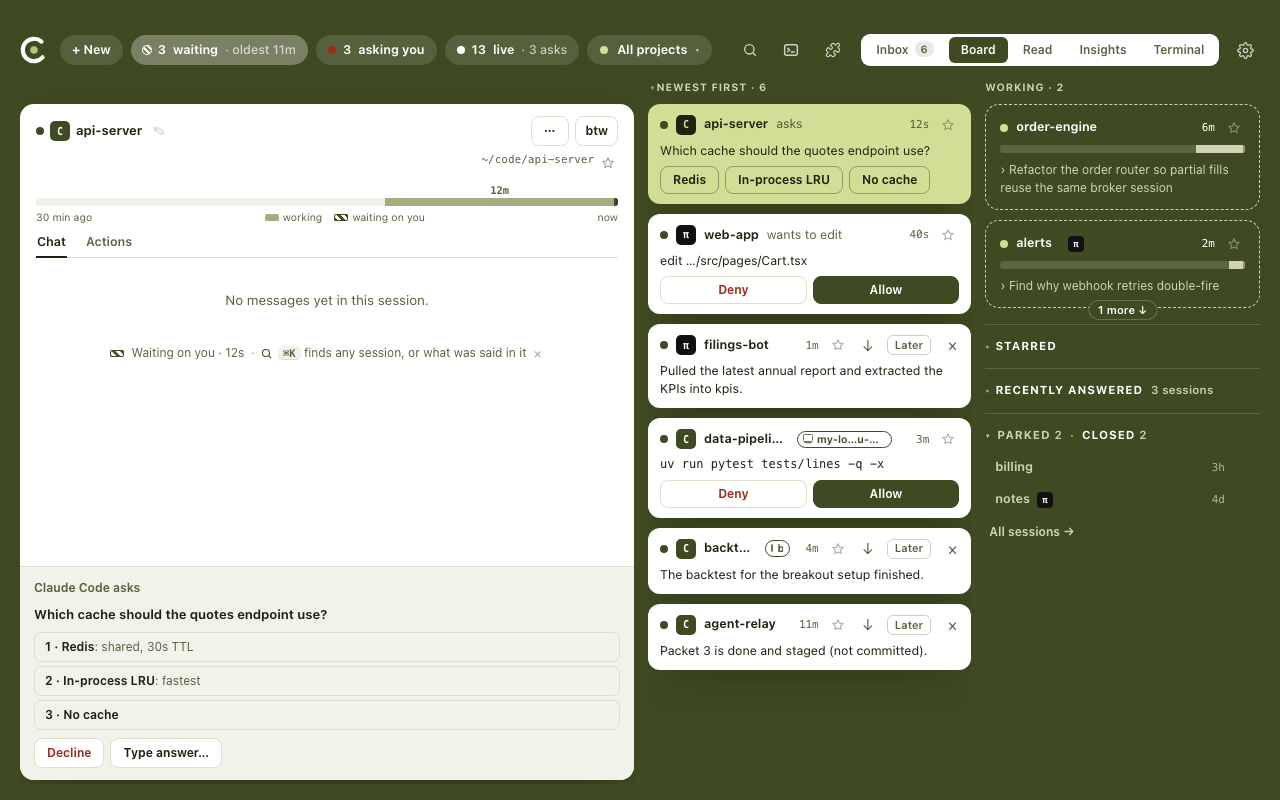 + New
3 waiting · oldest 11m
3 asking you
13 live · 3 asks
All projects
Inbox 6
Board
Read
Insights
Terminal
C api-server
...
btw
~/code/api-server
12m
30 min ago
working
waiting on you
now
Chat
Actions
No messages yet in this session.
Waiting on you · 12s · ⌘K finds any session, or what was said in it ×
Claude Code asks
Which cache should the quotes endpoint use?
1 · Redis: shared, 30s TTL
2 · In-process LRU: fastest
3 · No cache
Decline
Type answer...
NEWEST FIRST · 6
C api-server asks 12s
Which cache should the quotes endpoint use?
Redis
In-process LRU
No cache
π web-app wants to edit 40s
edit .../src/pages/Cart.tsx
Deny
Allow
π filings-bot 1m ↓ Later ×
Pulled the latest annual report and extracted the
KPIs into kpis.
C data-pipeli... my-lo...u-... 3m
uv run pytest tests/lines -q -x
Deny
Allow
C backt... 4m ↓ Later ×
The backtest for the breakout setup finished.
C agent-relay 11m ↓ Later ×
Packet 3 is done and staged (not committed).
WORKING · 2
order-engine 6m
› Refactor the order router so partial fills
reuse the same broker session
alerts π 2m
› Find why webhook retries double-fire
1 more ↓
STARRED
RECENTLY ANSWERED 3 sessions
PARKED 2 · CLOSED 2
billing 3h
notes π 4d
All sessions →